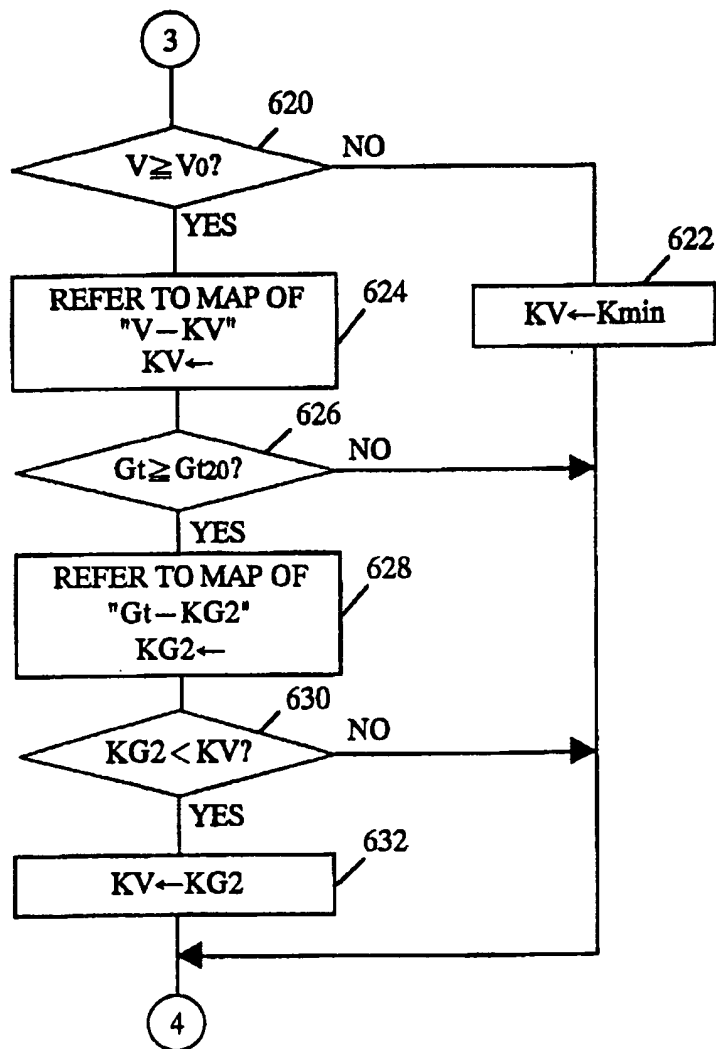 3
620
V≧V0?
NO
YES
622
REFER TO MAP OF
"V–KV"
KV←
624
KV←Kmin
626
Gt≧Gt20?
NO
YES
REFER TO MAP OF
"Gt–KG2"
KG2←
628
630
KG2<KV?
NO
YES
632
KV←KG2
4